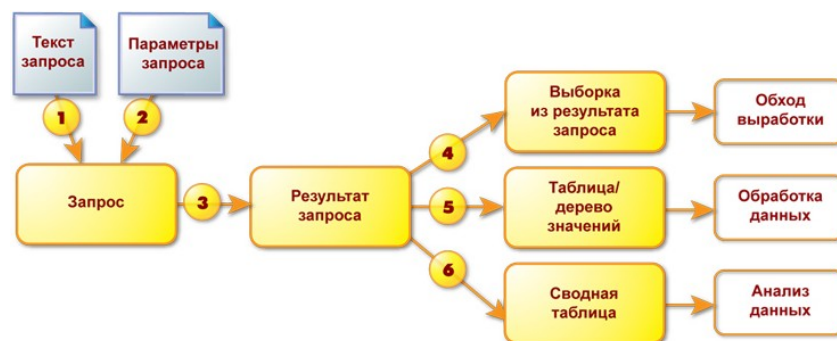 Текст
запроса
Параметры
запроса
1
2
Запрос
3
Результат
запроса
4
5
6
Выборка
из результата
запроса
Обход
выработки
Таблица/
дерево
значений
Обработка
данных
Сводная
таблица
Анализ
данных